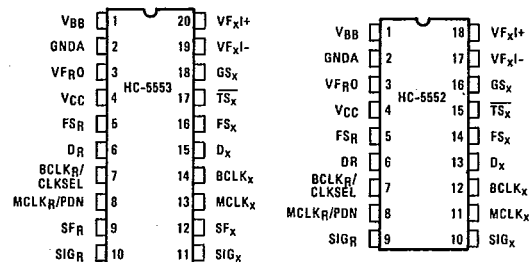 VBB 1 20 VFXI+
GNDA 2 19 VFXI-
VFRO 3 18 GSX
HC-5553
VCC 4 17 TSX
FSR 5 16 FSX
DR 6 15 DX
BCLKR/
CLKSEL 7 14 BCLKX
MCLKR/PDN 8 13 MCLKX
SFR 9 12 SFX
SIGR 10 11 SIGX
VBB 1 18 VFXI+
GNDA 2 17 VFXI-
VFRO 3 16 GSX
HC-5552
VCC 4 15 TSX
FSR 5 14 FSX
DR 6 13 DX
BCLKR/
CLKSEL 7 12 BCLKX
MCLKR/PDN 8 11 MCLKX
SIGR 9 10 SIGX